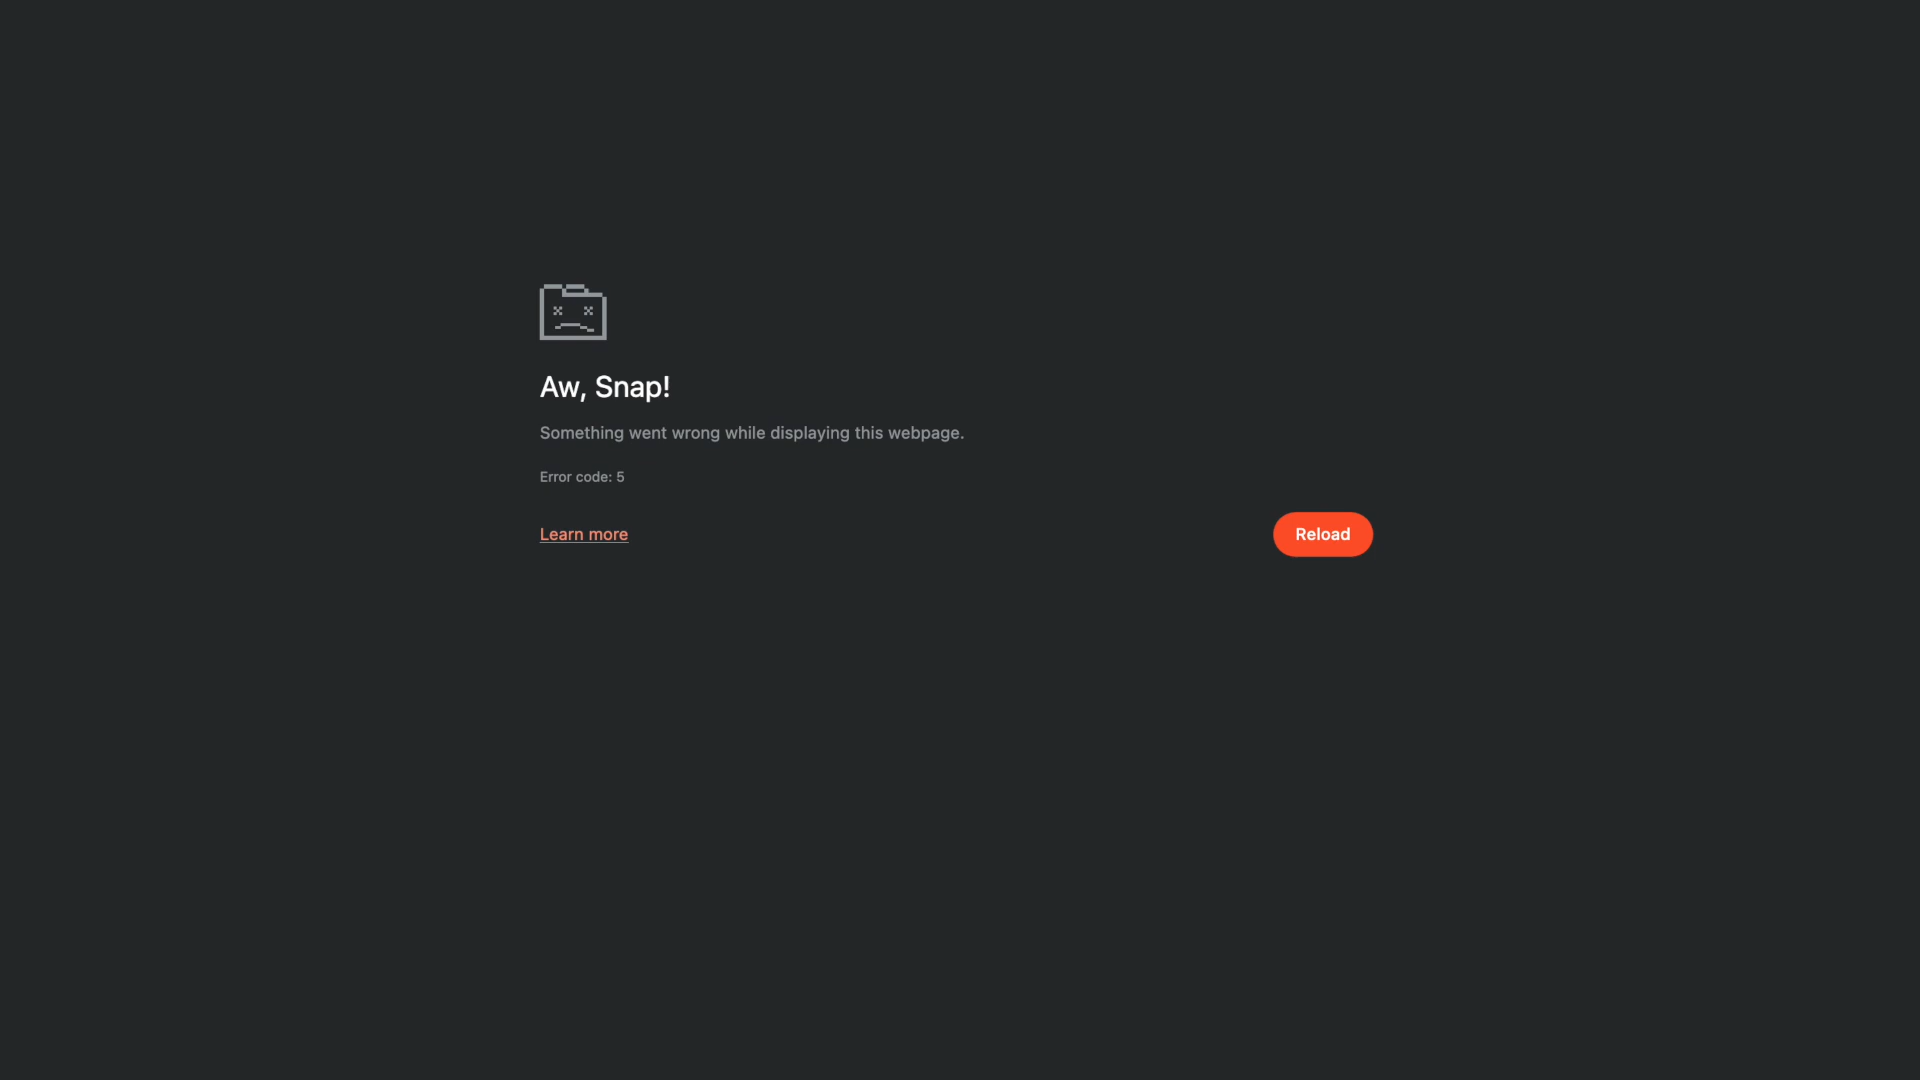 Aw, Snap!
Something went wrong while displaying this webpage.
Error code: 5
Learn more
Reload